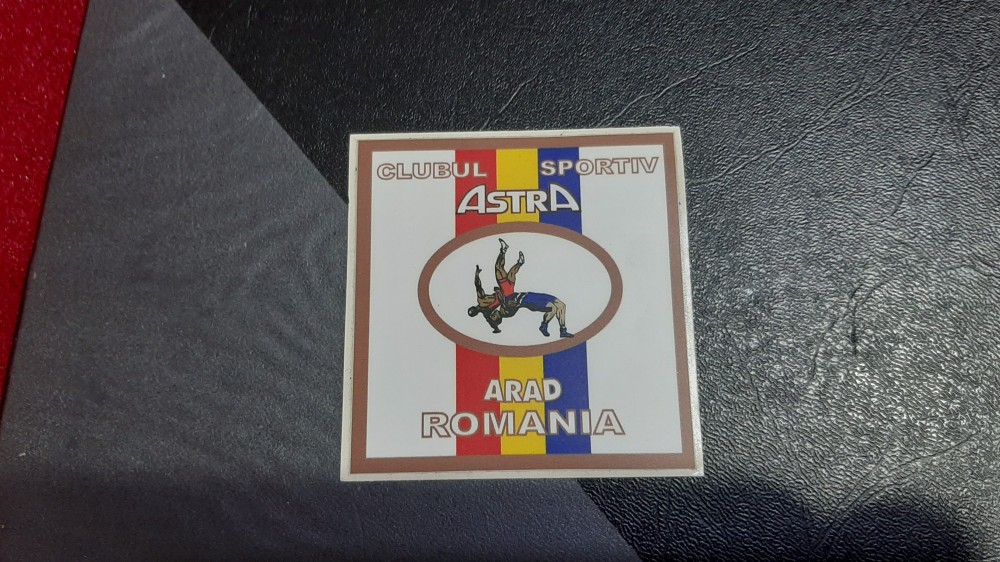 CLUBUL SPORTIV
ASTRA
ARAD
ROMANIA